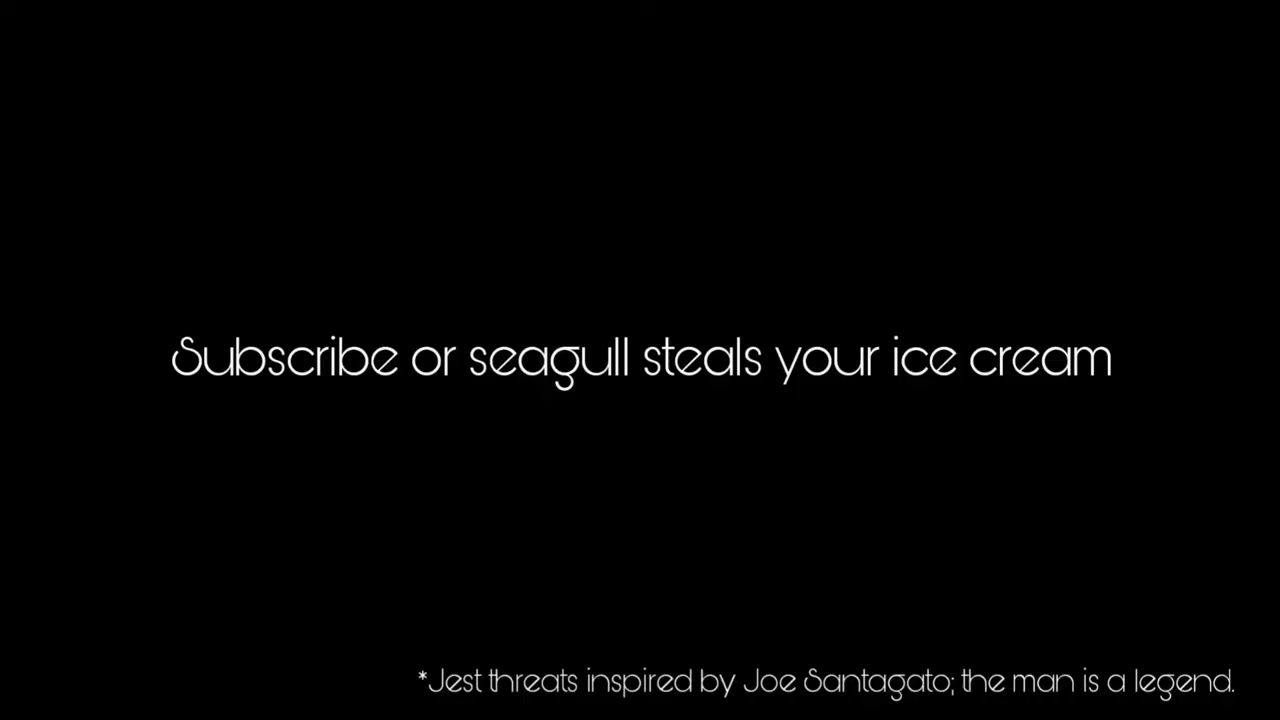 Subscribe or seagull steals your ice cream
*Jest threats inspired by Joe Santagato; the man is a legend.